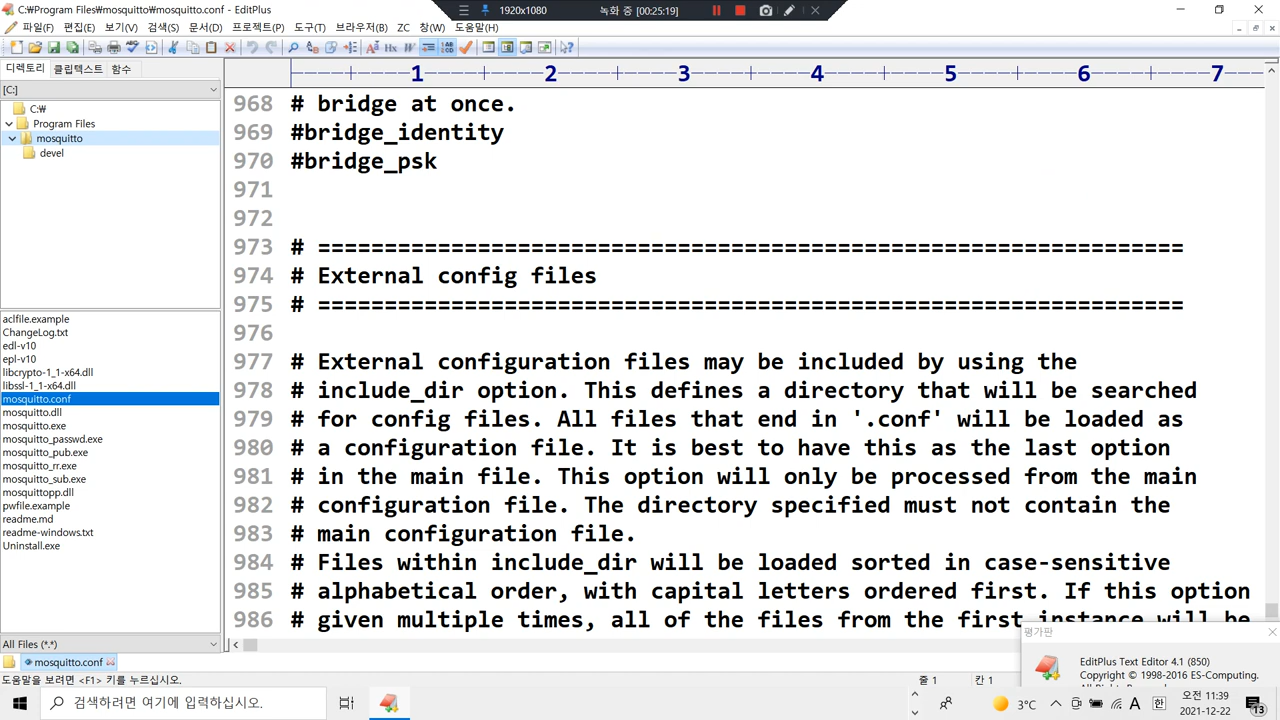 C:₩Program Files₩mosquitto₩mosquitto.conf - EditPlus
1920x1080
녹화 중 (00:25:19)
파일(F) 편집(E) 보기(V) 검색(S) 문서(D) 프로젝트(P) 도구(T) 브라우저(B) ZC 창(W) 도움말(H)
디렉토리 클립텍스트 함수
[C:]
C:₩
Program Files
mosquitto
devel
aclfile.example
ChangeLog.txt
edl-v10
epl-v10
libcrypto-1_1-x64.dll
libssl-1_1-x64.dll
mosquitto.conf
mosquitto.dll
mosquitto.exe
mosquitto_passwd.exe
mosquitto_pub.exe
mosquitto_rr.exe
mosquitto_sub.exe
mosquittopp.dll
pwfile.example
readme.md
readme-windows.txt
Uninstall.exe
All Files (*.*)
mosquitto.conf
1 2 3 4 5 6 7
968 # bridge at once.
969 #bridge_identity
970 #bridge_psk
971
972
973 # =================================================================
974 # External config files
975 # =================================================================
976
977 # External configuration files may be included by using the
978 # include_dir option. This defines a directory that will be searched
979 # for config files. All files that end in '.conf' will be loaded as
980 # a configuration file. It is best to have this as the last option
981 # in the main file. This option will only be processed from the main
982 # configuration file. The directory specified must not contain the
983 # main configuration file.
984 # Files within include_dir will be loaded sorted in case-sensitive
985 # alphabetical order, with capital letters ordered first. If this option
986 # given multiple times, all of the files from the first instance will be
평가판
EditPlus Text Editor 4.1 (850)
Copyright © 1998-2016 ES-Computing.
All Rights Reserved.
도움말을 보려면 <F1> 키를 누르십시오.
줄 1 칸 1
검색하려면 여기에 입력하십시오.
3°C
A
한
오전 11:39
2021-12-22
13